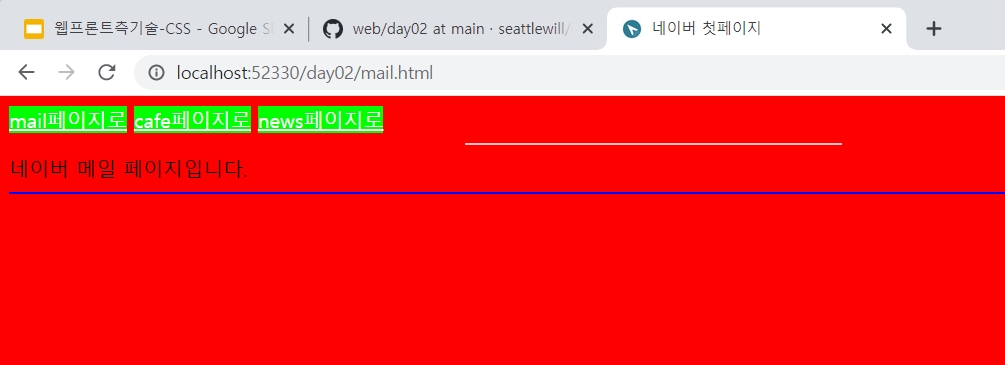 웹프론트측기술-CSS - Google Sl
web/day02 at main · seattlewill/
네이버 첫페이지
localhost:52330/day02/mail.html
mail페이지로 cafe페이지로 news페이지로
네이버 메일 페이지입니다.